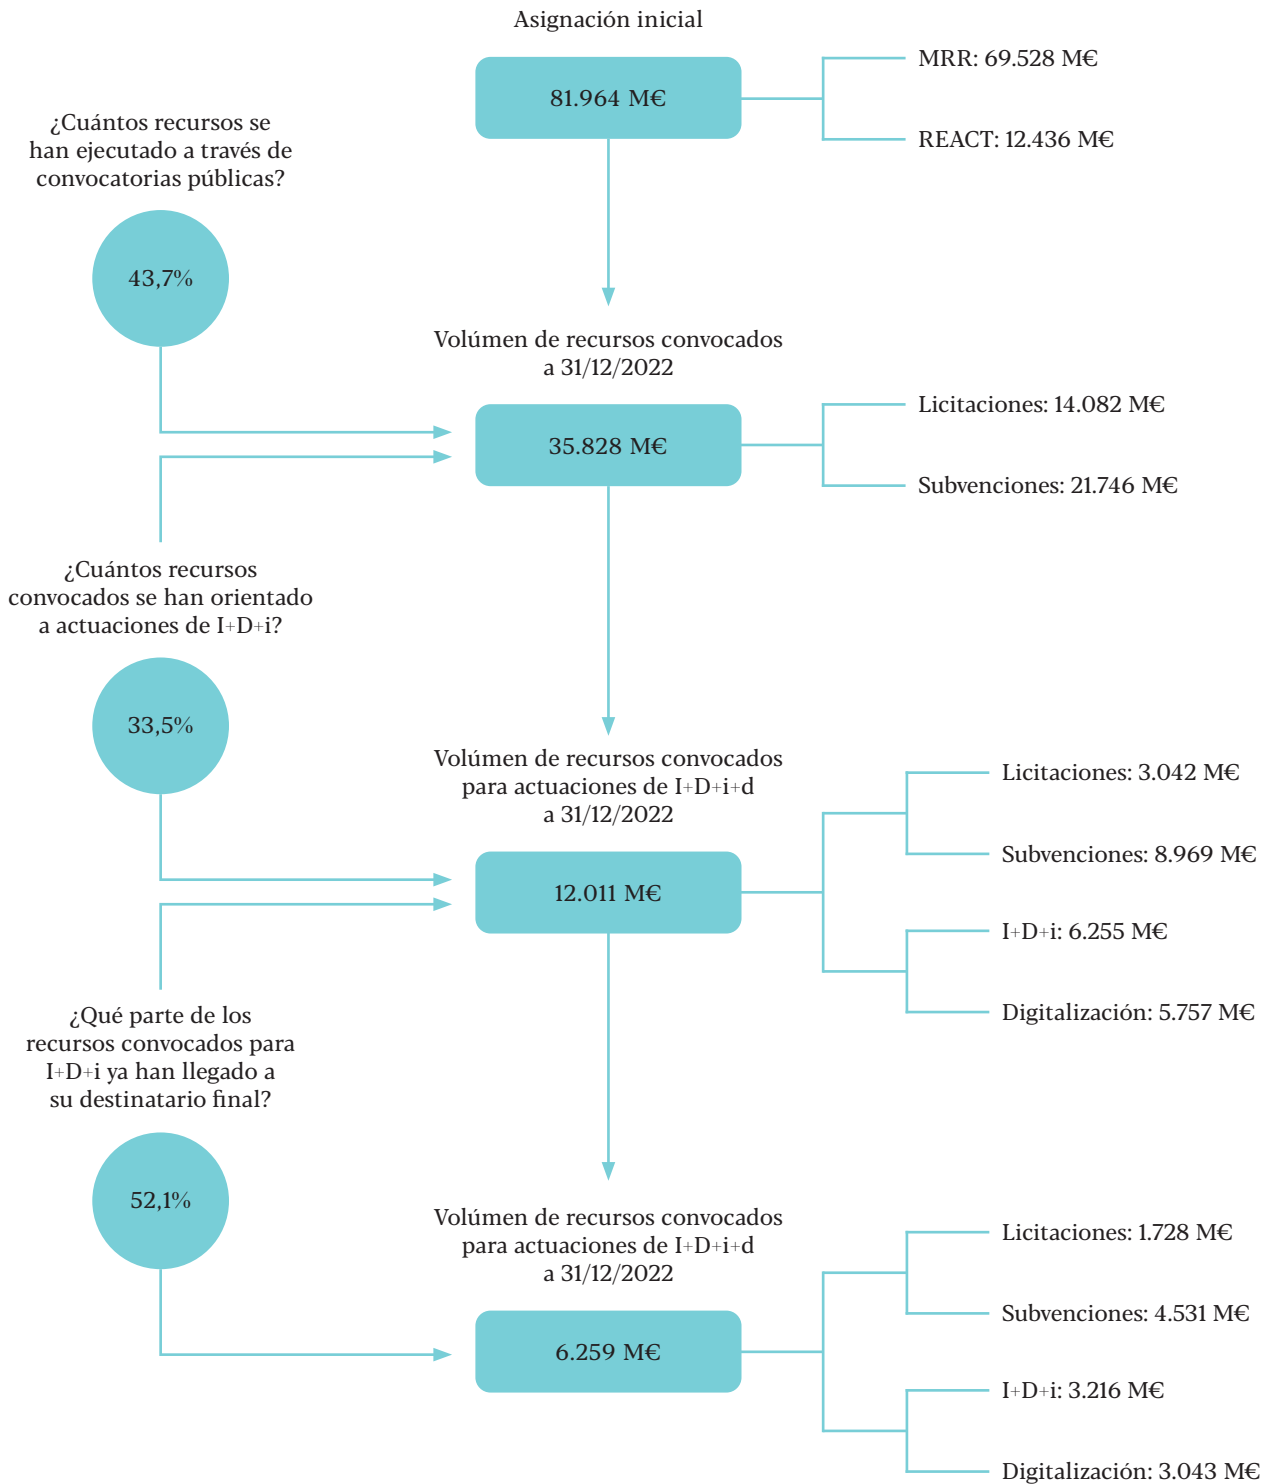 Asignación inicial
81.964 M€
MRR: 69.528 M€
REACT: 12.436 M€
¿Cuántos recursos se
han ejecutado a través de
convocatorias públicas?
43,7%
Volúmen de recursos convocados
a 31/12/2022
35.828 M€
Licitaciones: 14.082 M€
Subvenciones: 21.746 M€
¿Cuántos recursos
convocados se han orientado
a actuaciones de I+D+i?
33,5%
Volúmen de recursos convocados
para actuaciones de I+D+i+d
a 31/12/2022
12.011 M€
Licitaciones: 3.042 M€
Subvenciones: 8.969 M€
I+D+i: 6.255 M€
Digitalización: 5.757 M€
¿Qué parte de los
recursos convocados para
I+D+i ya han llegado a
su destinatario final?
52,1%
Volúmen de recursos convocados
para actuaciones de I+D+i+d
a 31/12/2022
6.259 M€
Licitaciones: 1.728 M€
Subvenciones: 4.531 M€
I+D+i: 3.216 M€
Digitalización: 3.043 M€